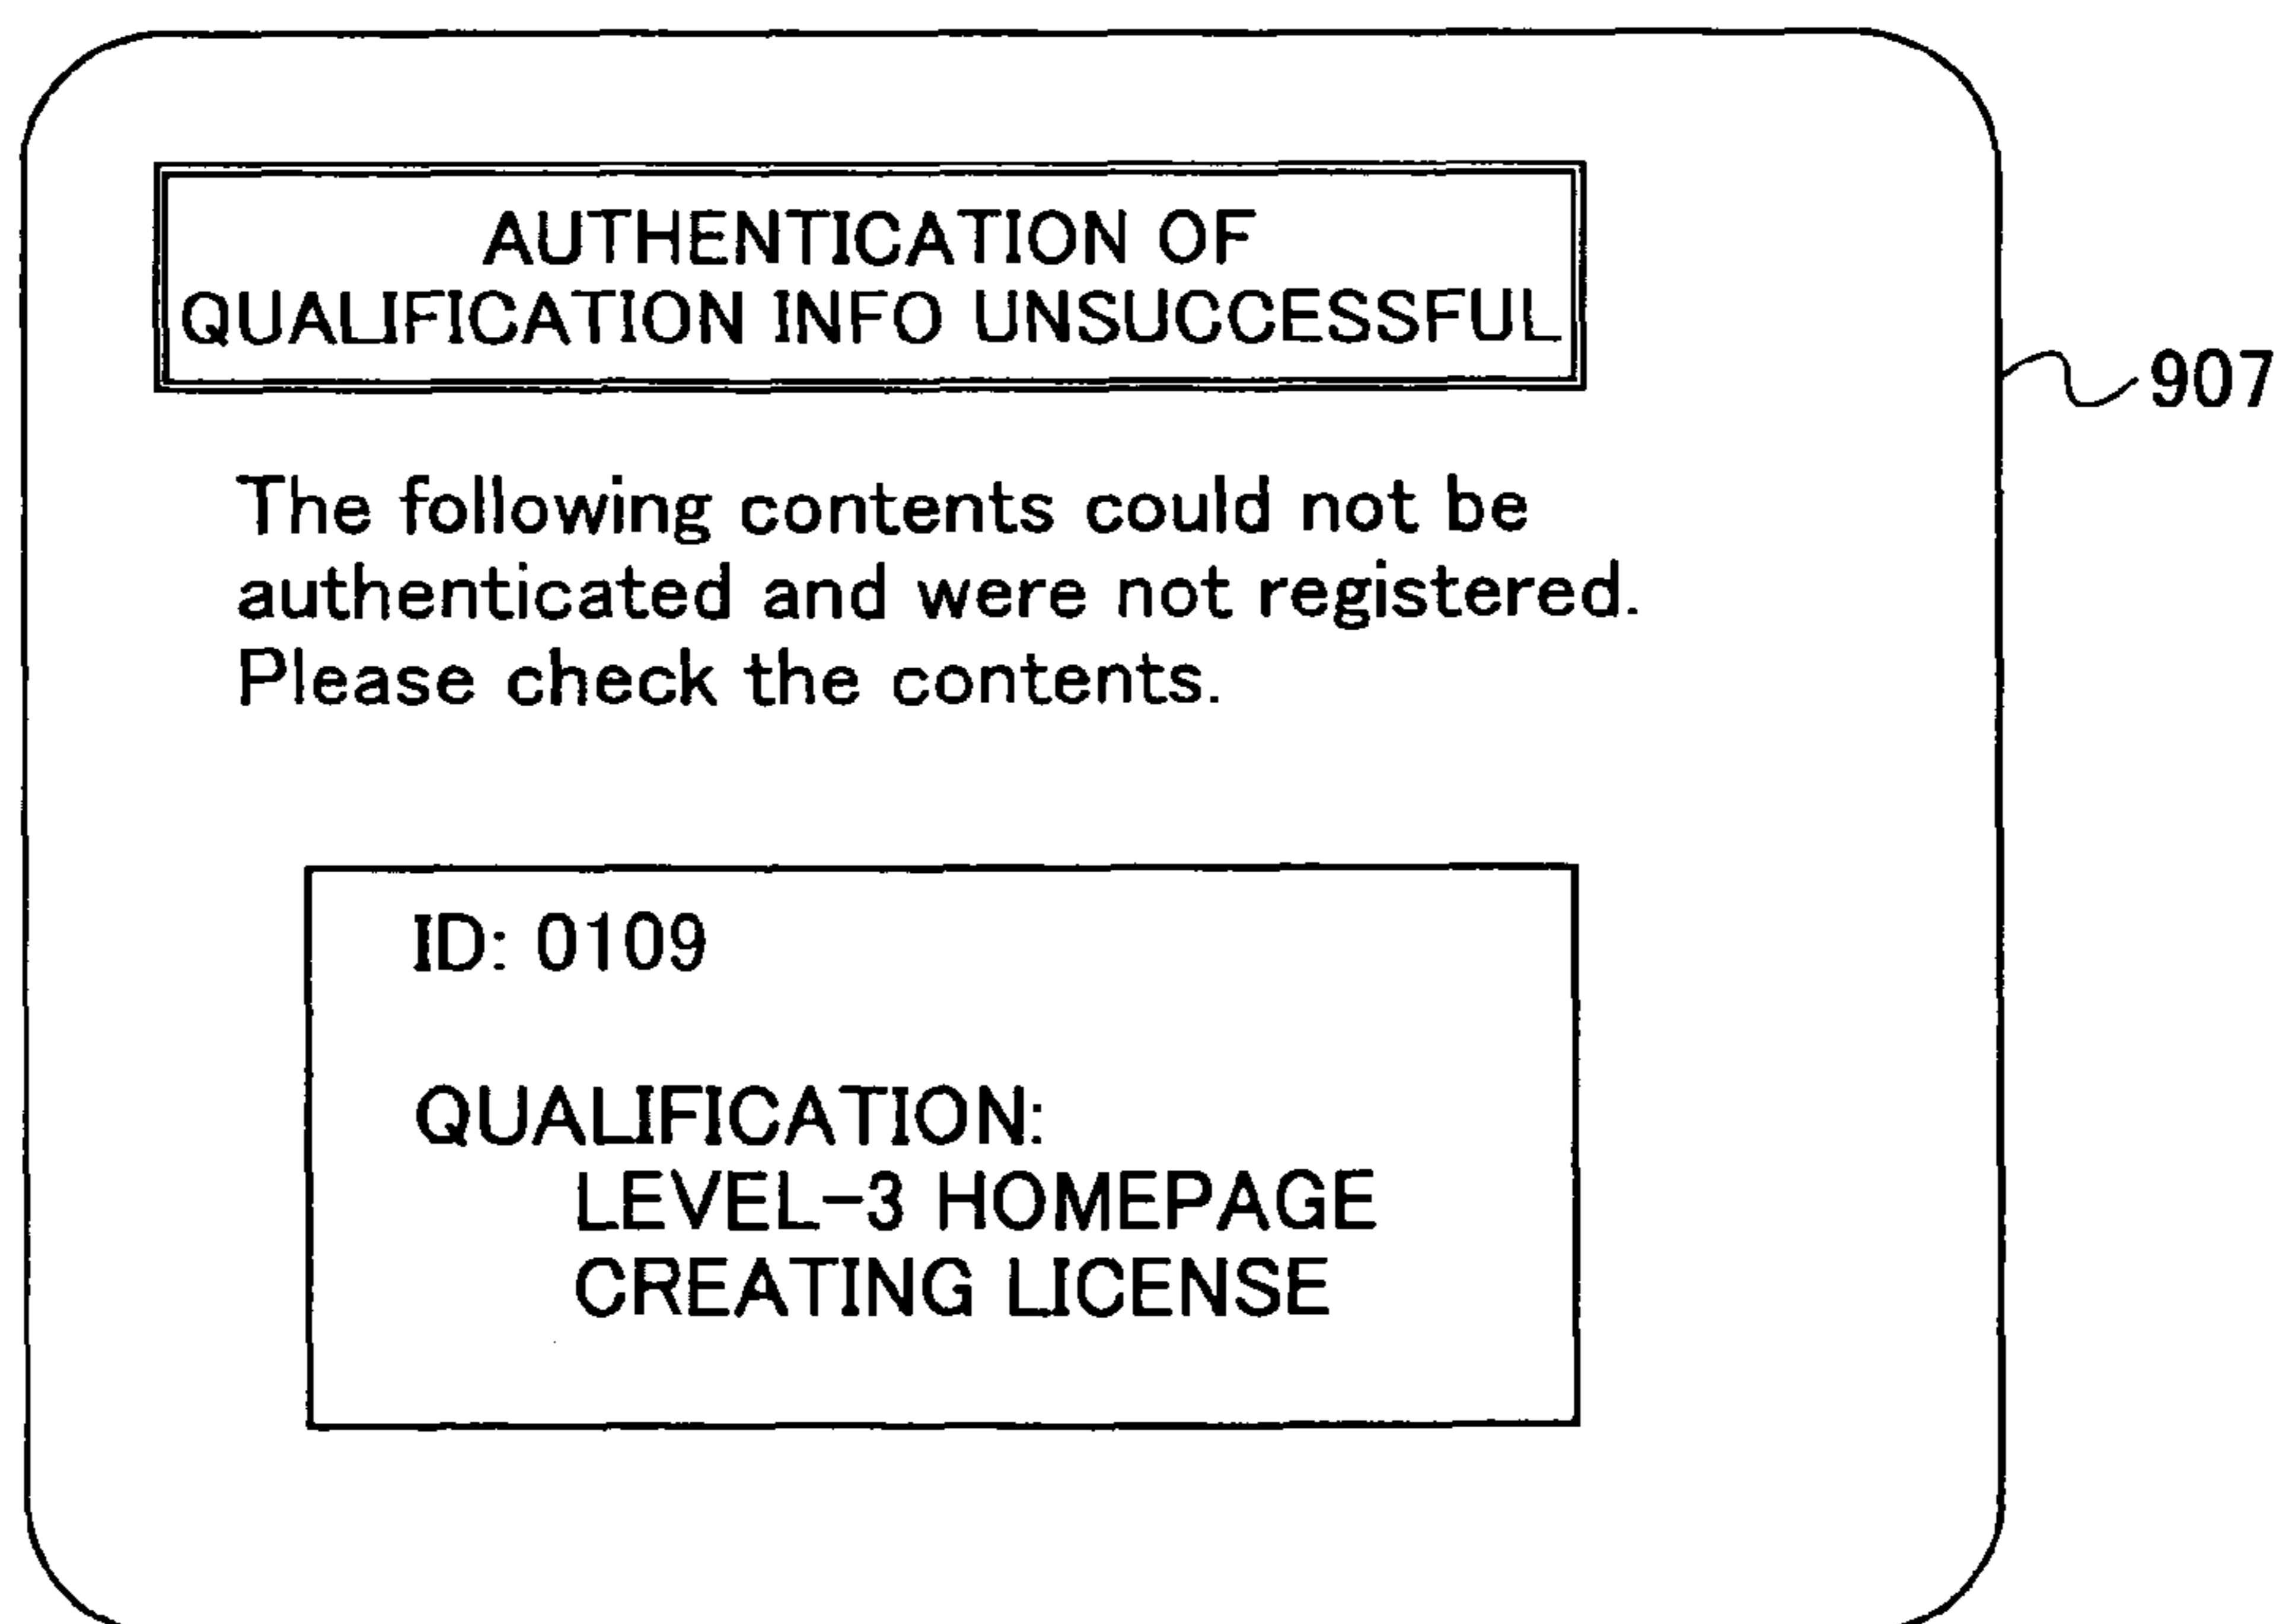 AUTHENTICATION OF
QUALIFICATION INFO UNSUCCESSFUL
907
The following contents could not be
authenticated and were not registered.
Please check the contents.
ID: 0109
QUALIFICATION:
LEVEL-3 HOMEPAGE
CREATING LICENSE